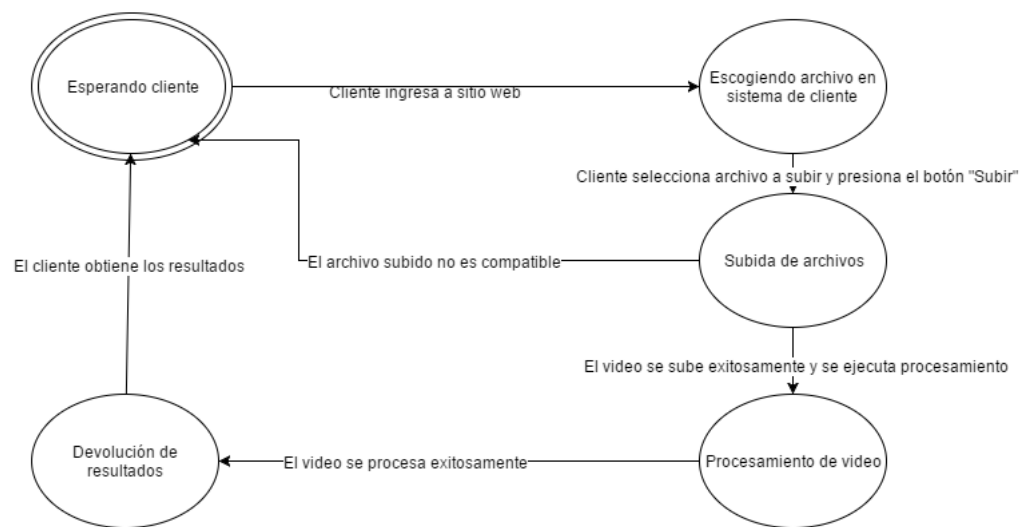 Esperando cliente
Cliente ingresa a sitio web
Escogiendo archivo en
sistema de cliente
Cliente selecciona archivo a subir y presiona el botón "Subir"
El cliente obtiene los resultados
El archivo subido no es compatible
Subida de archivos
El video se sube exitosamente y se ejecuta procesamiento
Devolución de
resultados
El video se procesa exitosamente
Procesamiento de video